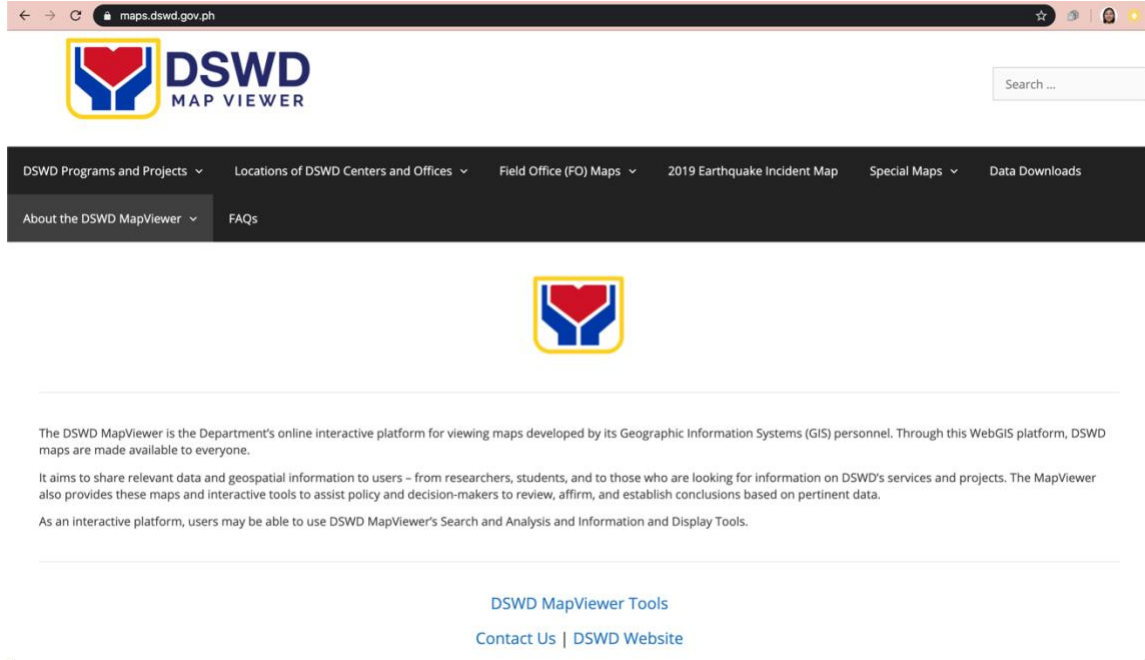 maps.dswd.gov.ph
DSWD
MAP VIEWER
Search ...
DSWD Programs and Projects
Locations of DSWD Centers and Offices
Field Office (FO) Maps
2019 Earthquake Incident Map
Special Maps
Data Downloads
About the DSWD MapViewer
FAQs
The DSWD MapViewer is the Department's online interactive platform for viewing maps developed by its Geographic Information Systems (GIS) personnel. Through this WebGIS platform, DSWD
maps are made available to everyone.
It aims to share relevant data and geospatial information to users – from researchers, students, and to those who are looking for information on DSWD's services and projects. The MapViewer
also provides these maps and interactive tools to assist policy and decision-makers to review, affirm, and establish conclusions based on pertinent data.
As an interactive platform, users may be able to use DSWD MapViewer's Search and Analysis and Information and Display Tools.
DSWD MapViewer Tools
Contact Us | DSWD Website